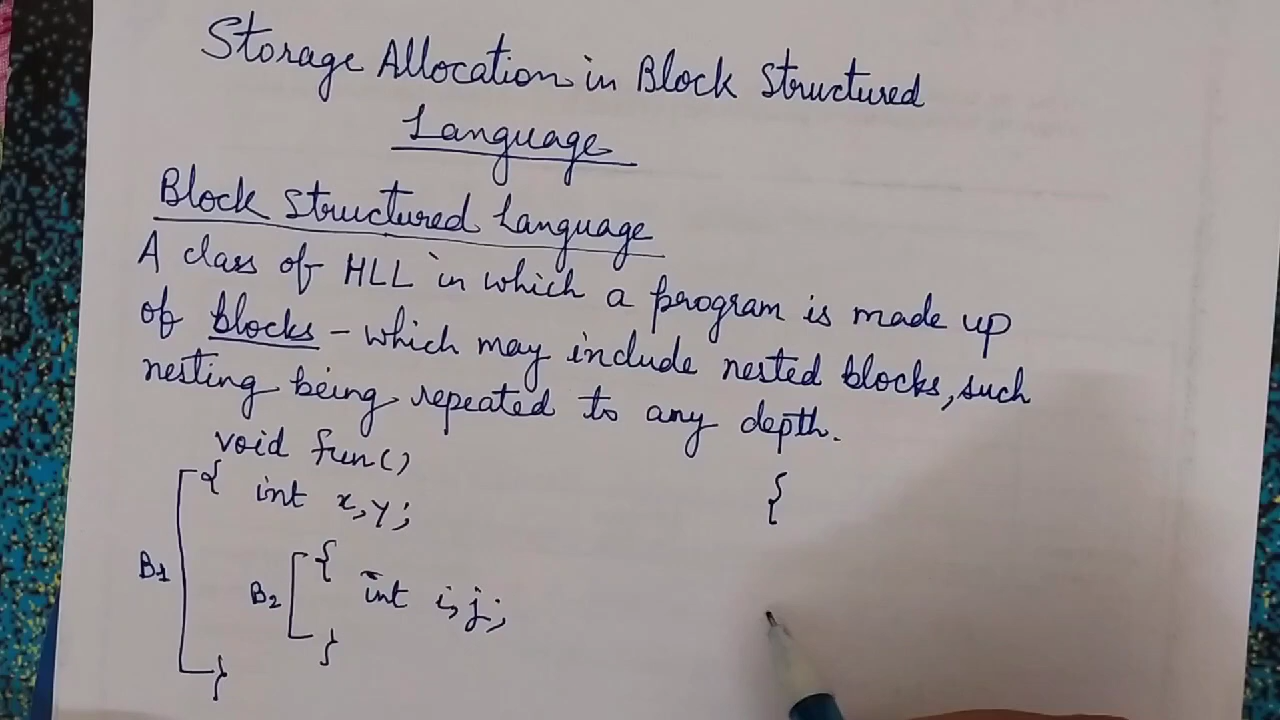 Storage Allocation in Block Structured
Language
Block Structured Language
A class of HLL in which a program is made up
of blocks - which may include nested blocks, such
nesting being repeated to any depth.
void fun()
{ int x, y; {
B1
{
B2 int i, j;
}
}